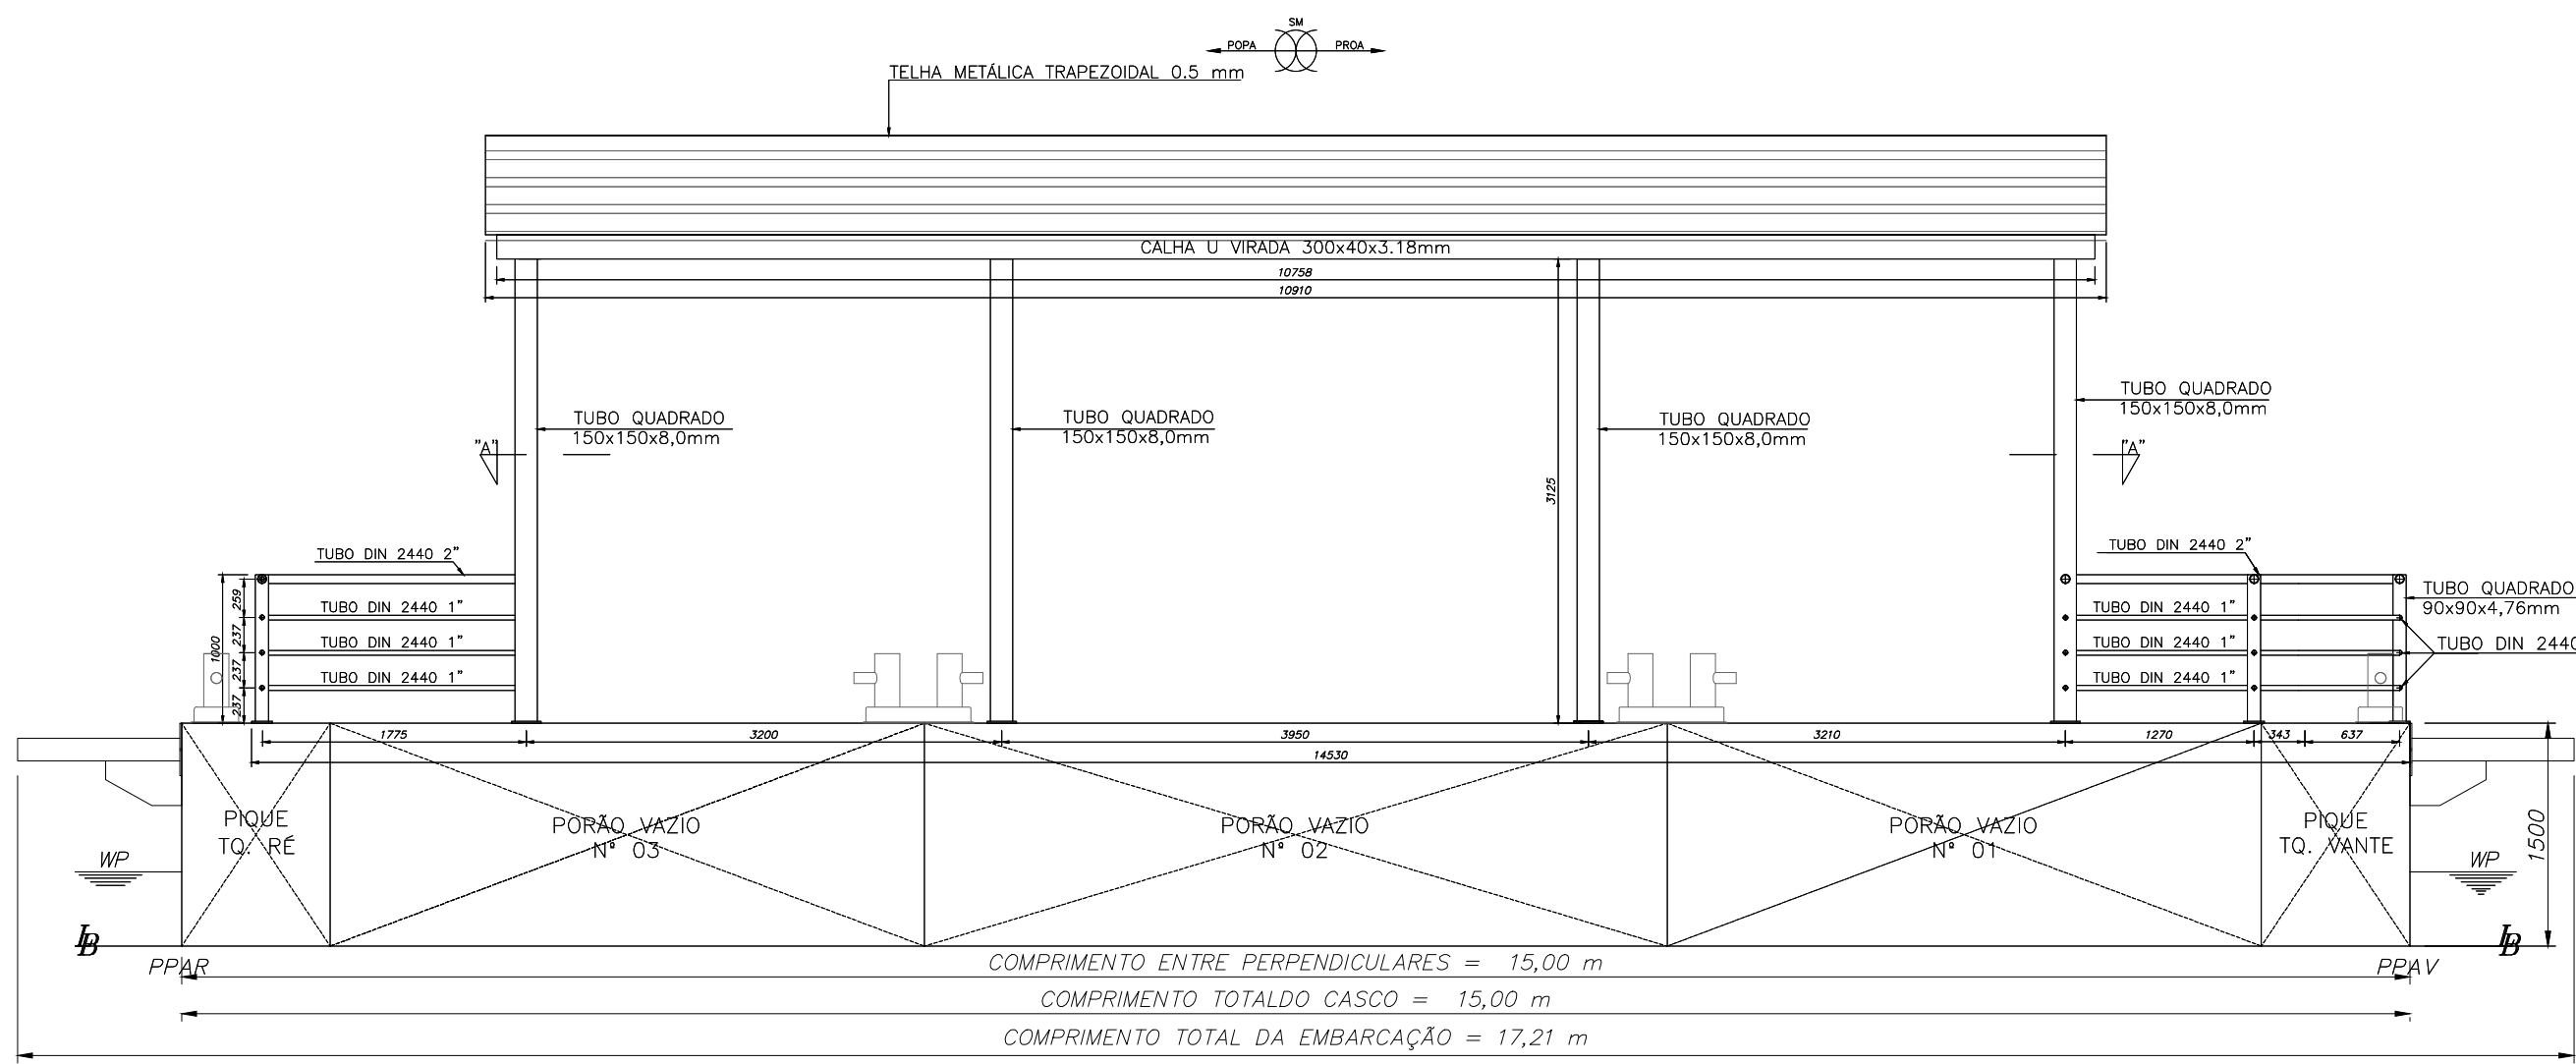 SM
POPA PROA
TELHA METÁLICA TRAPEZOIDAL 0.5 mm
CALHA U VIRADA 300x40x3.18mm
10758
10910
TUBO QUADRADO
150x150x8,0mm
TUBO QUADRADO
150x150x8,0mm
TUBO QUADRADO
150x150x8,0mm
TUBO QUADRADO
150x150x8,0mm
"A"
"A"
3125
TUBO DIN 2440 2"
TUBO DIN 2440 1"
TUBO DIN 2440 1"
TUBO DIN 2440 1"
1000
259
237
237
237
TUBO DIN 2440 2"
TUBO DIN 2440 1"
TUBO DIN 2440 1"
TUBO DIN 2440 1"
TUBO QUADRADO
90x90x4,76mm
TUBO DIN 2440
1775 3200 3950 3210 1270 343 637
14530
PIQUE
TQ. RÉ
PORÃO VAZIO
N° 03
PORÃO VAZIO
N° 02
PORÃO VAZIO
N° 01
PIQUE
TQ. VANTE
1500
WP
WP
LB
LB
PPAR
PPAV
COMPRIMENTO ENTRE PERPENDICULARES = 15,00 m
COMPRIMENTO TOTALDO CASCO = 15,00 m
COMPRIMENTO TOTAL DA EMBARCAÇÃO = 17,21 m